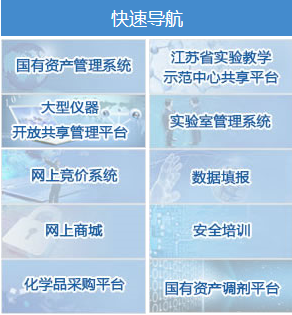 快速导航
国有资产管理系统
江苏省实验教学
示范中心共享平台
大型仪器
开放共享管理平台
实验室管理系统
网上竞价系统
数据填报
网上商城
安全培训
化学品采购平台
国有资产调剂平台